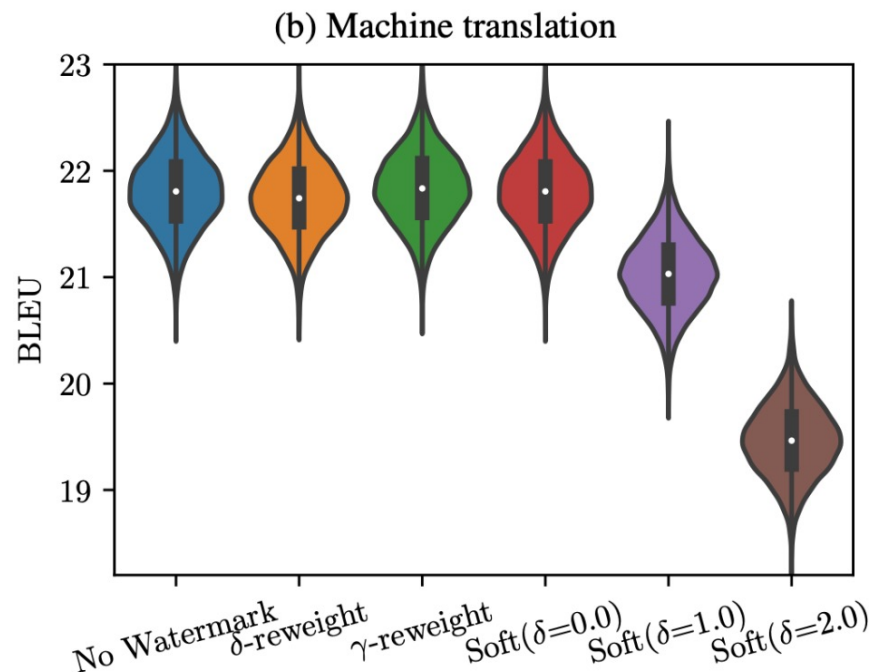 (b) Machine translation
23
22
21
20
19
BLEU
No Watermark
δ-reweight
γ-reweight
Soft(δ=0.0)
Soft(δ=1.0)
Soft(δ=2.0)